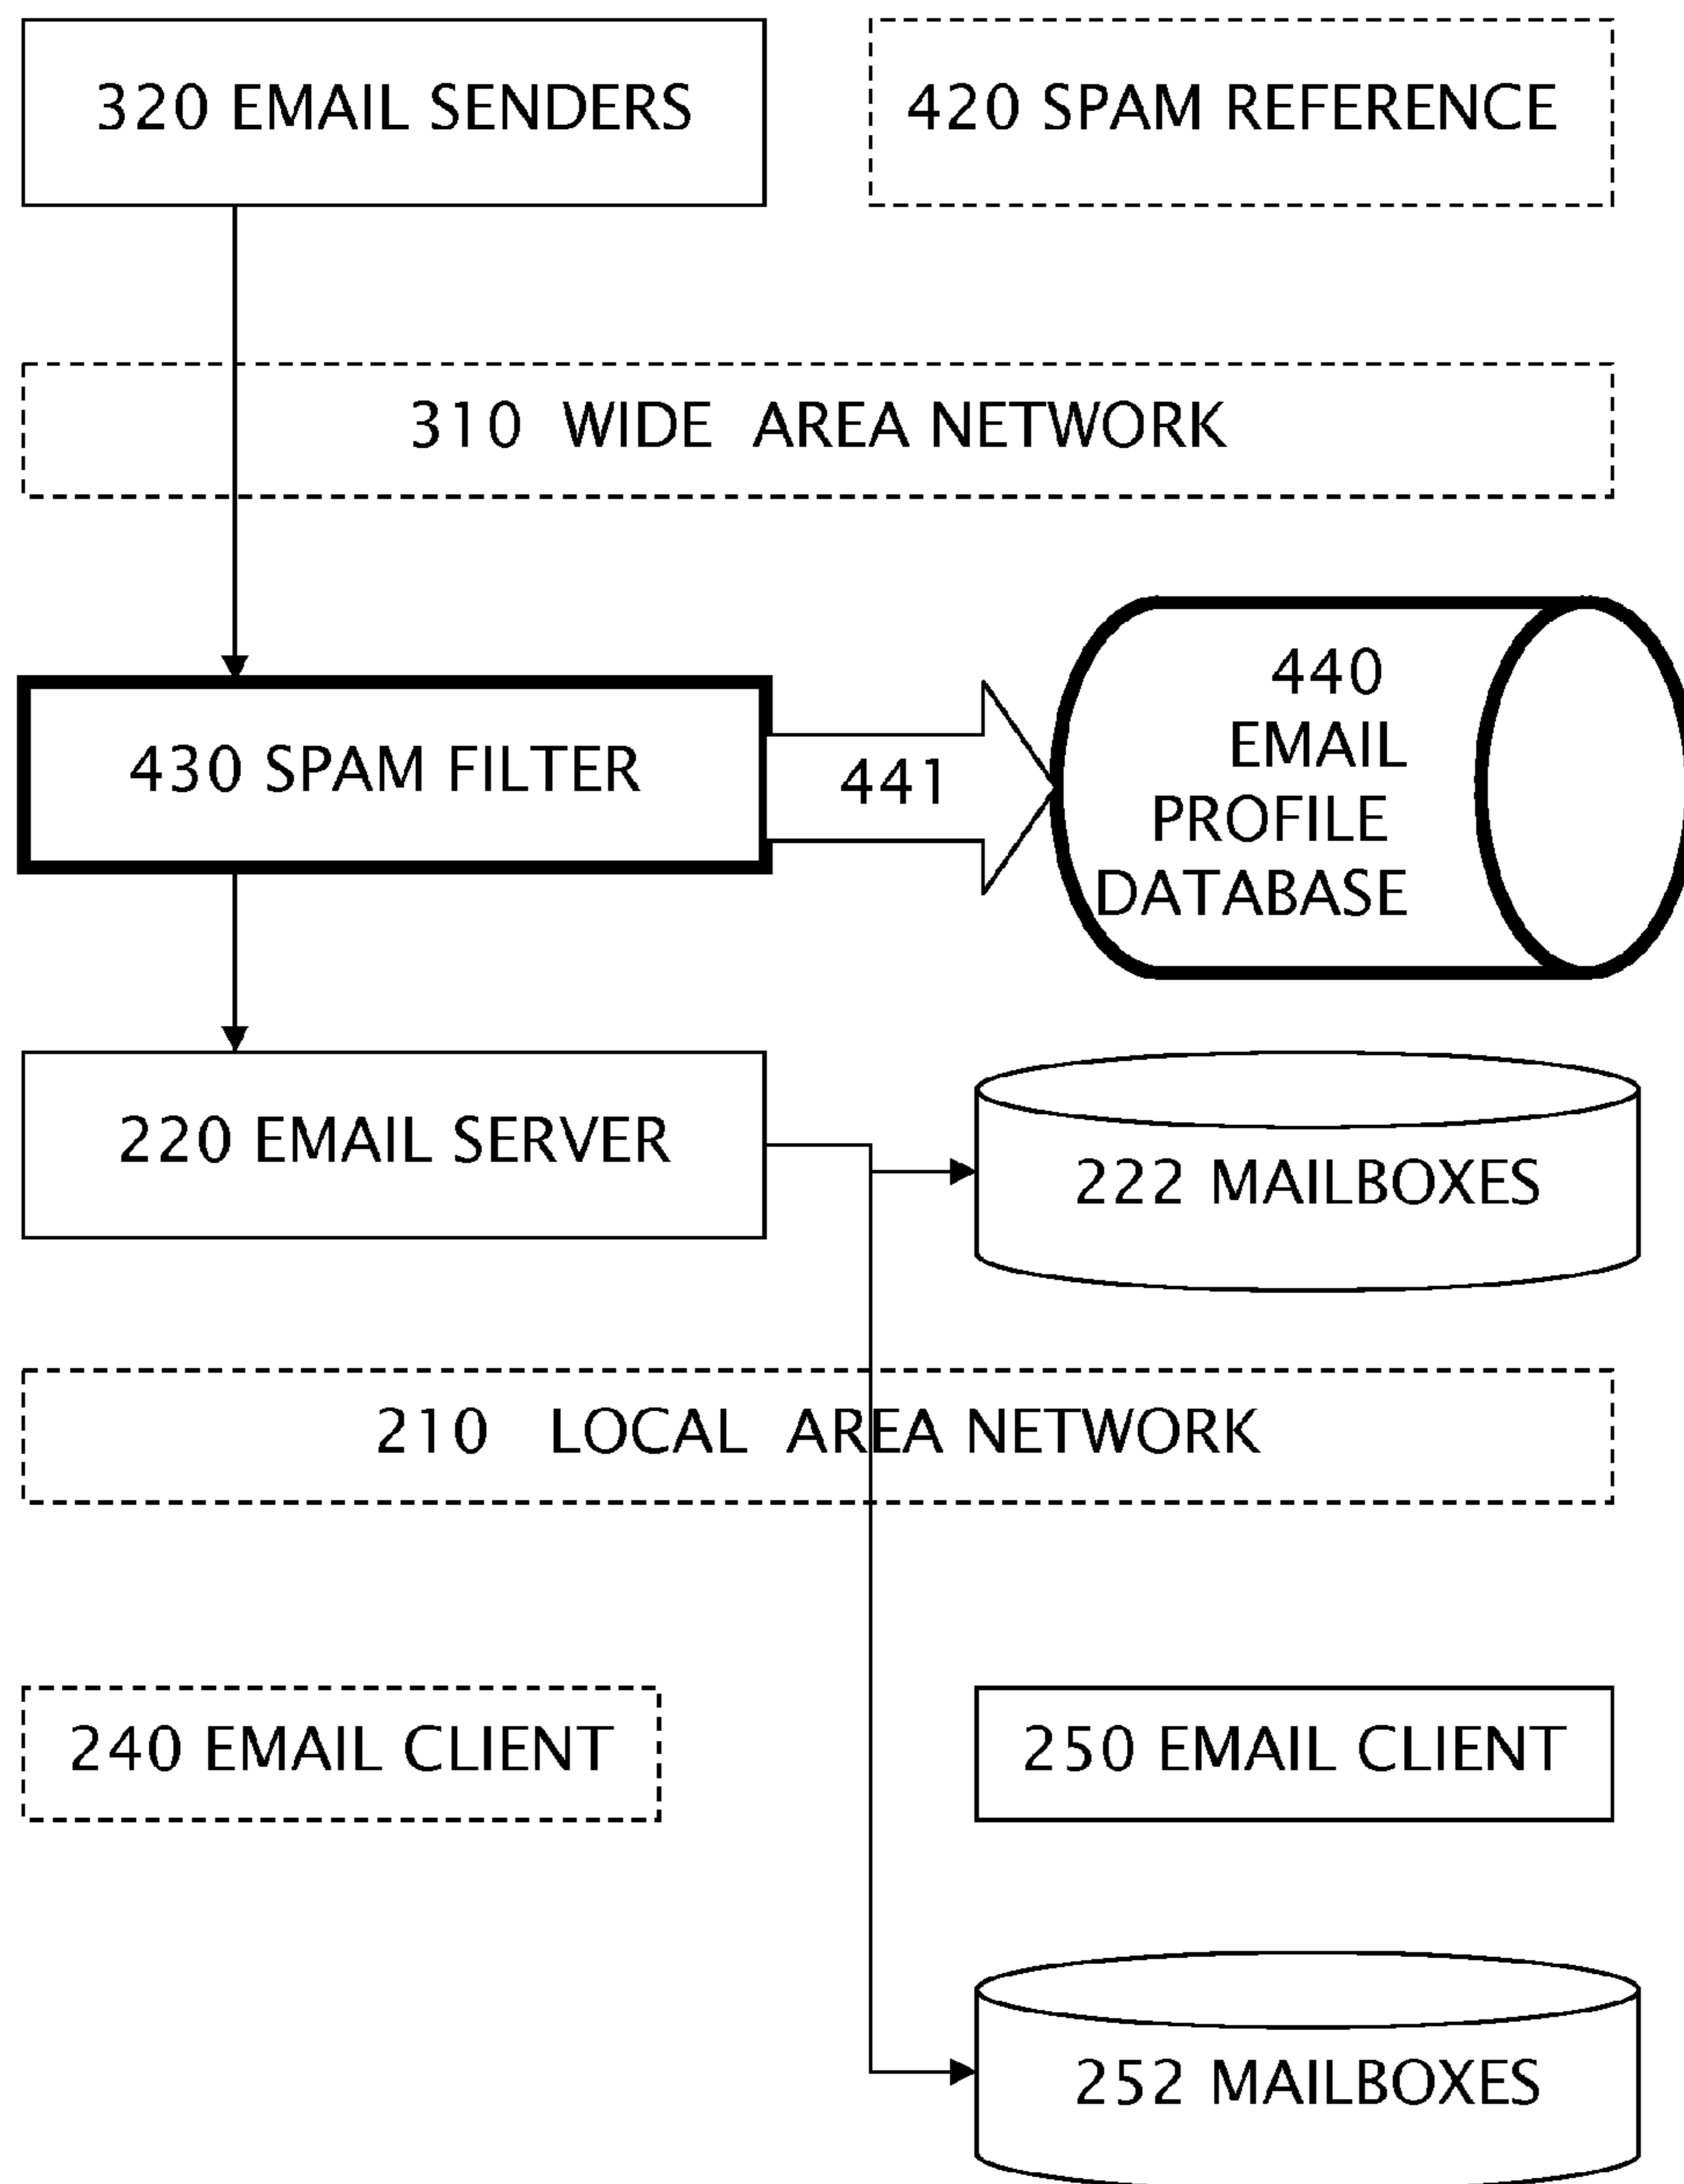 320 EMAIL SENDERS
420 SPAM REFERENCE
310 WIDE AREA NETWORK
430 SPAM FILTER
441
440
EMAIL
PROFILE
DATABASE
220 EMAIL SERVER
222 MAILBOXES
210 LOCAL AREA NETWORK
240 EMAIL CLIENT
250 EMAIL CLIENT
252 MAILBOXES